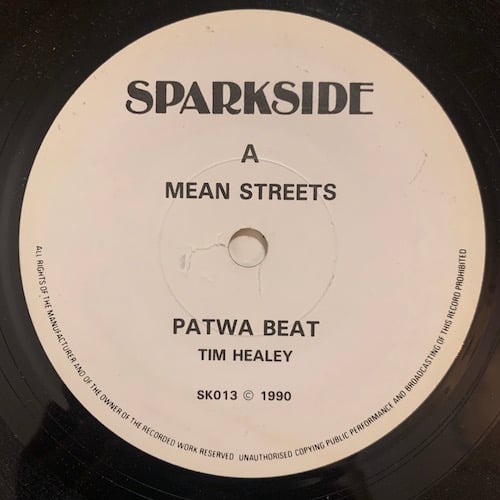 SPARKSIDE
A
MEAN STREETS
PATWA BEAT
TIM HEALEY
SK013 © 1990
ALL RIGHTS OF THE MANUFACTURER AND OF THE OWNER OF THE RECORDED WORK RESERVED UNAUTHORISED COPYING PUBLIC PERFORMANCE AND BROADCASTING OF THIS RECORD PROHIBITED